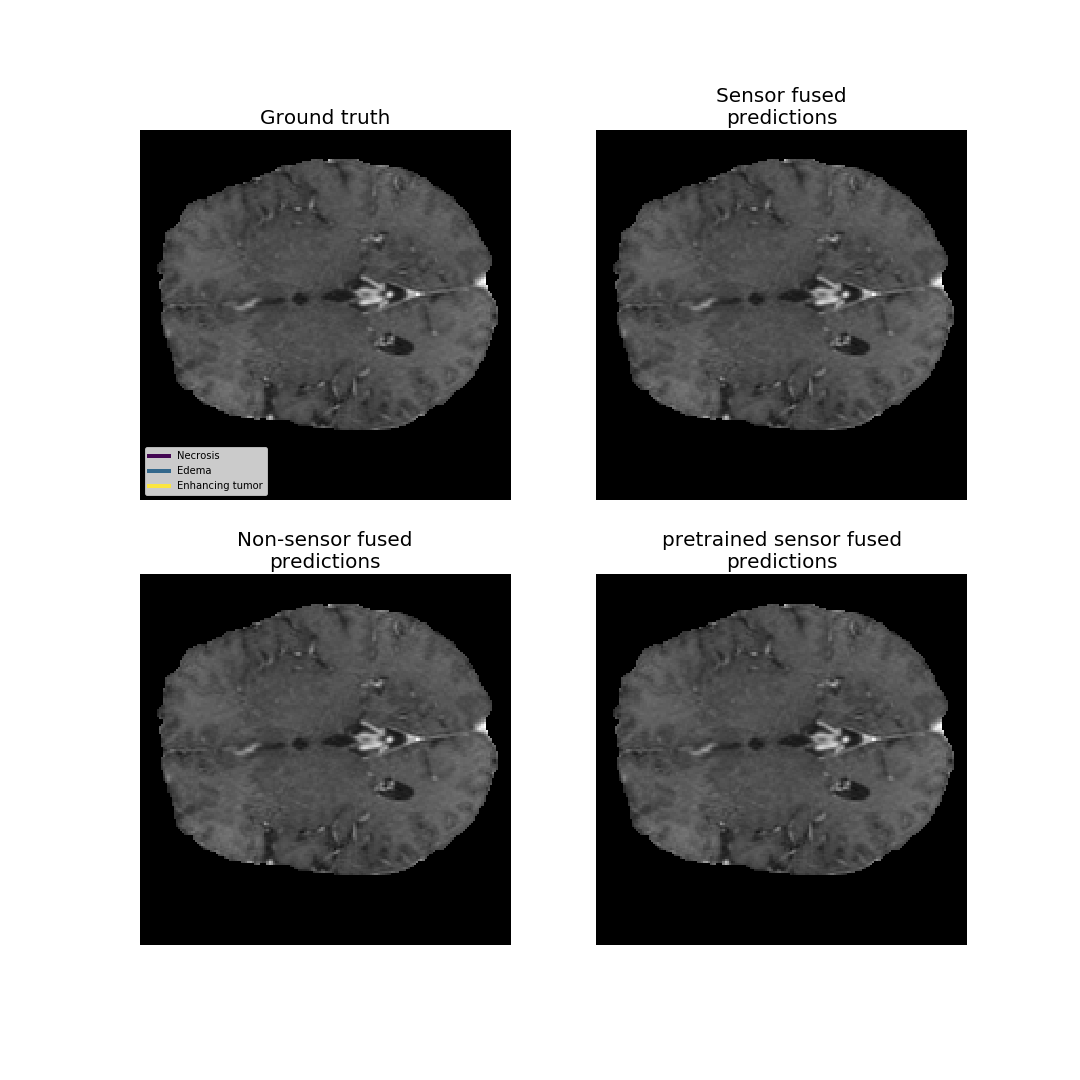 Ground truth
Sensor fused
predictions
Necrosis
Edema
Enhancing tumor
Non-sensor fused
predictions
pretrained sensor fused
predictions